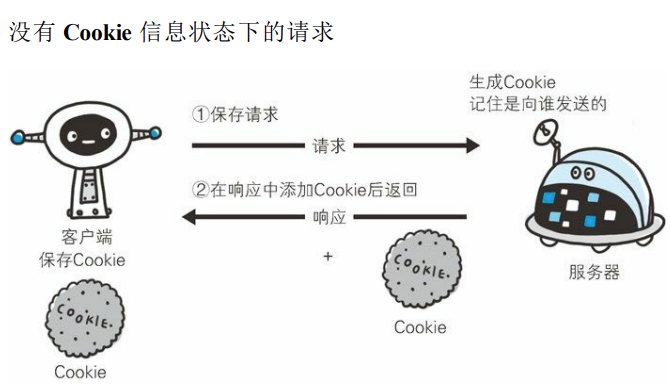 没有 Cookie 信息状态下的请求
生成Cookie
记住是向谁发送的
①保存请求
请求
②在响应中添加Cookie后返回
响应
客户端
保存Cookie
+
COOKIE.
服务器
Cookie
COOKIE.
Cookie